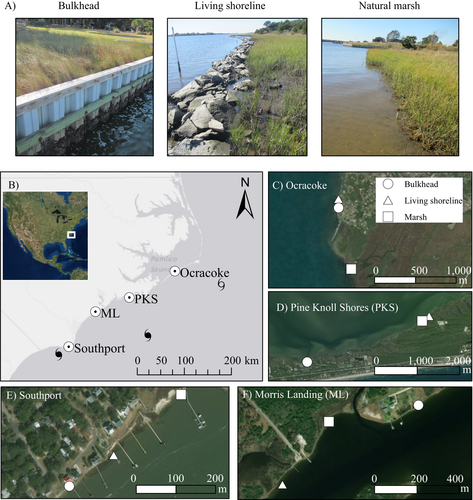 A)
Bulkhead
Living shoreline
Natural marsh
B)
N
Pamlico
Ocracoke
PKS
ML
Southport
0 50 100 200 km
C) Ocracoke
Bulkhead
Living shoreline
Marsh
0 500 1,000
m
D) Pine Knoll Shores (PKS)
0 1,000 2,000
m
E) Southport
0 100 200
m
F) Morris Landing (ML)
0 200 400
m